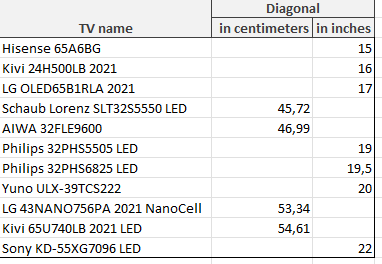 Diagonal
TV name in centimeters in inches
Hisense 65A6BG 15
Kivi 24H500LB 2021 16
LG OLED65B1RLA 2021 17
Schaub Lorenz SLT32S5550 LED 45,72
AIWA 32FLE9600 46,99
Philips 32PHS5505 LED 19
Philips 32PHS6825 LED 19,5
Yuno ULX-39TCS222 20
LG 43NANO756PA 2021 NanoCell 53,34
Kivi 65U740LB 2021 LED 54,61
Sony KD-55XG7096 LED 22